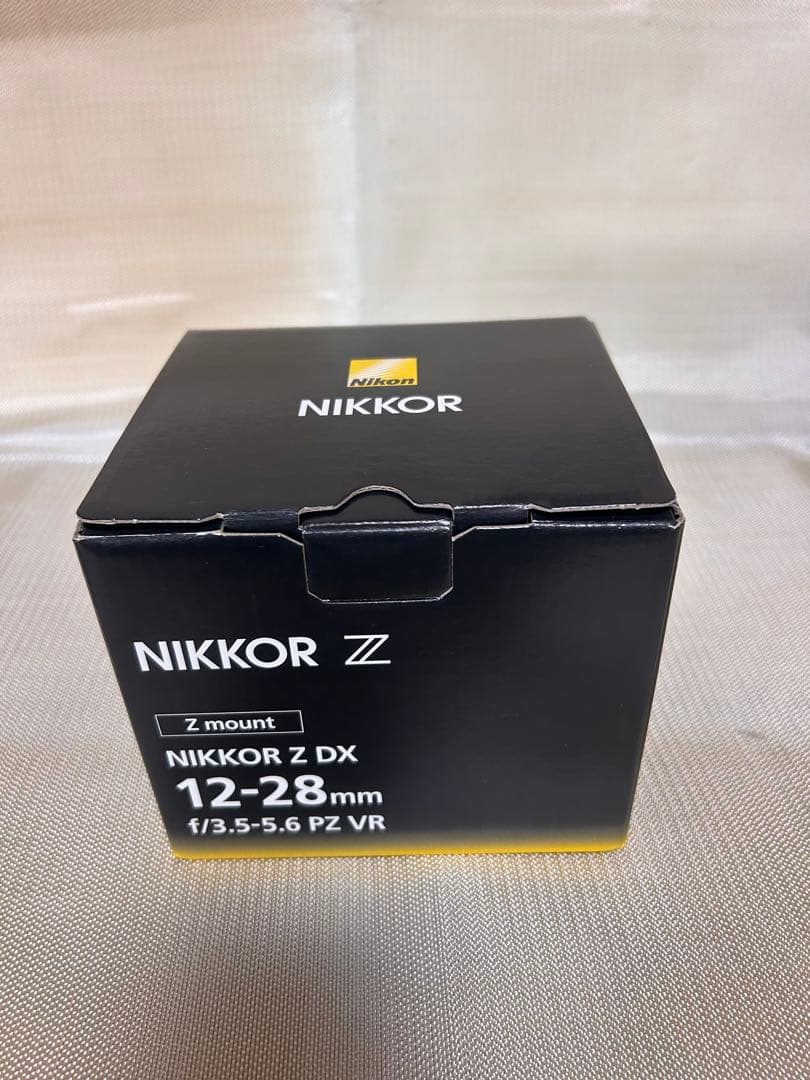 Nikon
NIKKOR
NIKKOR Z
Z mount
NIKKOR Z DX
12-28mm
f/3.5-5.6 PZ VR